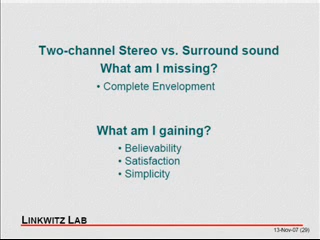 Two-channel Stereo vs. Surround sound
What am I missing?
• Complete Envelopment
What am I gaining?
• Believability
• Satisfaction
• Simplicity
LINKWITZ LAB
13-Nov-07 (29)